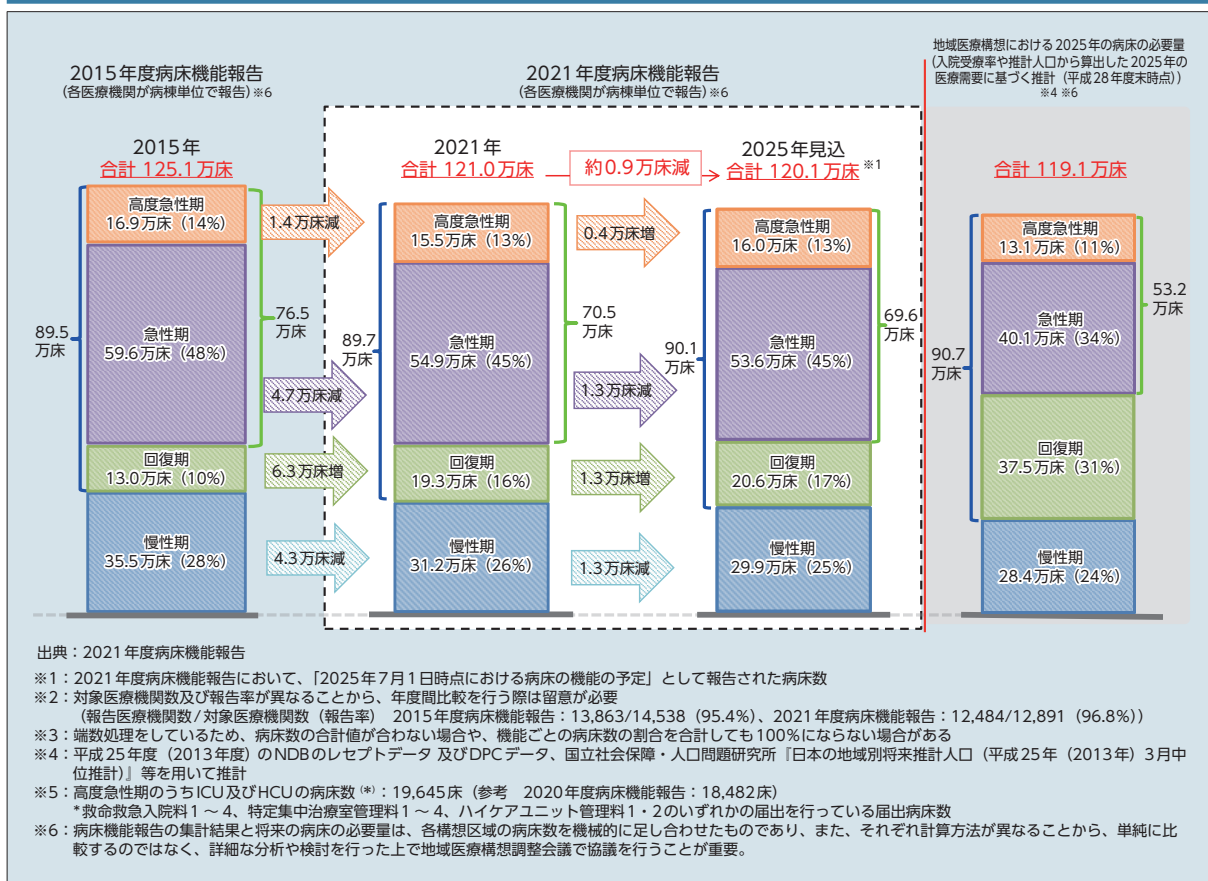 2015年度病床機能報告
(各医療機関が病棟単位で報告)※6
2021年度病床機能報告
(各医療機関が病棟単位で報告)※6
地域医療構想における2025年の病床の必要量
(入院受療率や推計人口から算出した2025年の
医療需要に基づく推計(平成28年度末時点))
※4 ※6
2015年
合計 125.1万床
高度急性期
16.9万床(14%)
急性期
59.6万床(48%)
回復期
13.0万床(10%)
慢性期
35.5万床(28%)
89.5
万床
76.5
万床
1.4万床減
4.7万床減
6.3万床増
4.3万床減
2021年
合計 121.0万床
高度急性期
15.5万床(13%)
急性期
54.9万床(45%)
回復期
19.3万床(16%)
慢性期
31.2万床(26%)
89.7
万床
70.5
万床
約0.9万床減
0.4万床増
1.3万床減
1.3万床増
1.3万床減
2025年見込
合計 120.1万床 ※1
高度急性期
16.0万床(13%)
急性期
53.6万床(45%)
回復期
20.6万床(17%)
慢性期
29.9万床(25%)
90.1
万床
69.6
万床
合計 119.1万床
高度急性期
13.1万床(11%)
急性期
40.1万床(34%)
回復期
37.5万床(31%)
慢性期
28.4万床(24%)
90.7
万床
53.2
万床
出典:2021年度病床機能報告
※1:2021年度病床機能報告において、「2025年7月1日時点における病床の機能の予定」として報告された病床数
※2:対象医療機関数及び報告率が異なることから、年度間比較を行う際は留意が必要
(報告医療機関数/対象医療機関数(報告率) 2015年度病床機能報告:13,863/14,538(95.4%)、2021年度病床機能報告:12,484/12,891(96.8%))
※3:端数処理をしているため、病床数の合計値が合わない場合や、機能ごとの病床数の割合を合計しても100%にならない場合がある
※4:平成25年度(2013年度)のNDBのレセプトデータ 及びDPCデータ、国立社会保障・人口問題研究所『日本の地域別将来推計人口(平成25年(2013年)3月中
位推計)』等を用いて推計
※5:高度急性期のうちICU及びHCUの病床数(*):19,645床(参考 2020年度病床機能報告:18,482床)
*救命救急入院料1~4、特定集中治療室管理料1~4、ハイケアユニット管理料1・2のいずれかの届出を行っている届出病床数
※6:病床機能報告の集計結果と将来の病床の必要量は、各構想区域の病床数を機械的に足し合わせたものであり、また、それぞれ計算方法が異なることから、単純に比
較するのではなく、詳細な分析や検討を行った上で地域医療構想調整会議で協議を行うことが重要。